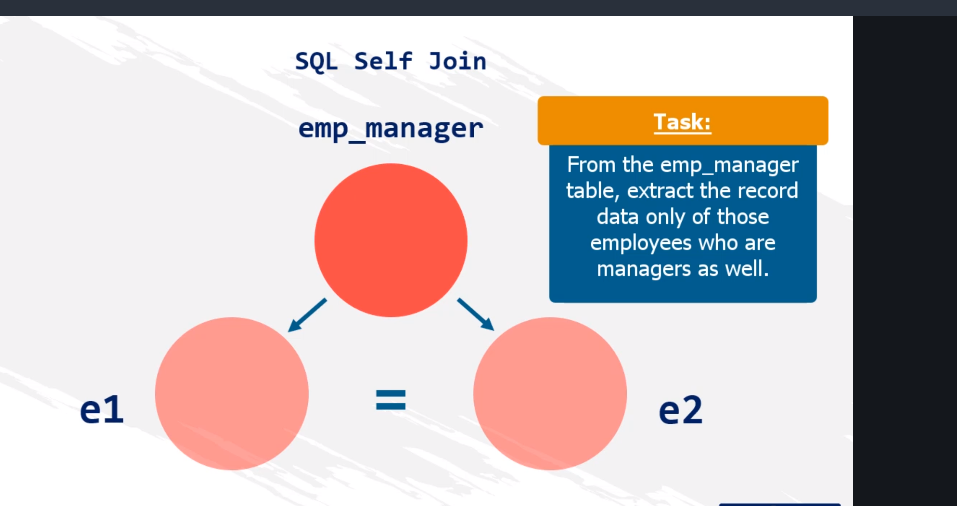 SQL Self Join
emp_manager
Task:
From the emp_manager
table, extract the record
data only of those
employees who are
managers as well.
e1
=
e2